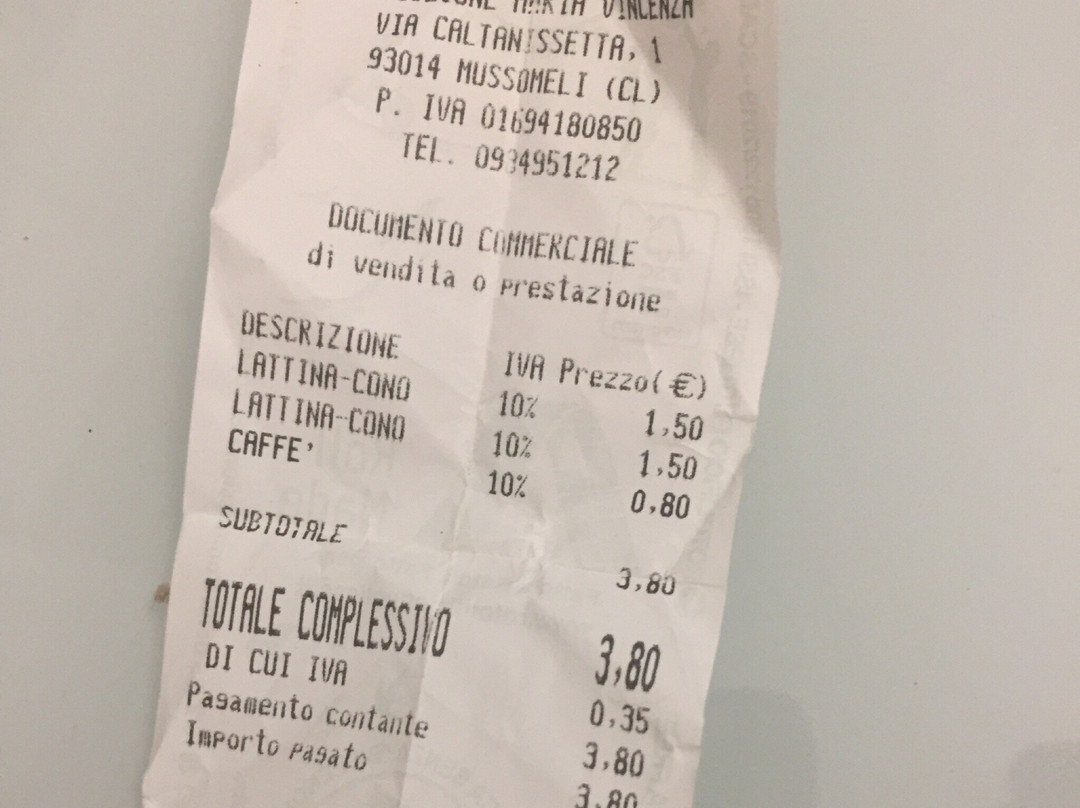 MARIA VINCENZA
VIA CALTANISSETTA, 1
93014 MUSSOMELI (CL)
P. IVA 01694180850
TEL. 0934951212
DOCUMENTO COMMERCIALE
di vendita o prestazione
DESCRIZIONE IVA Prezzo(€)
LATTINA-CONO 10% 1,50
LATTINA-CONO 10% 1,50
CAFFE' 10% 0,80
SUBTOTALE 3,80
TOTALE COMPLESSIVO 3,80
DI CUI IVA 0,35
Pagamento contante 3,80
Importo pagato 3,80